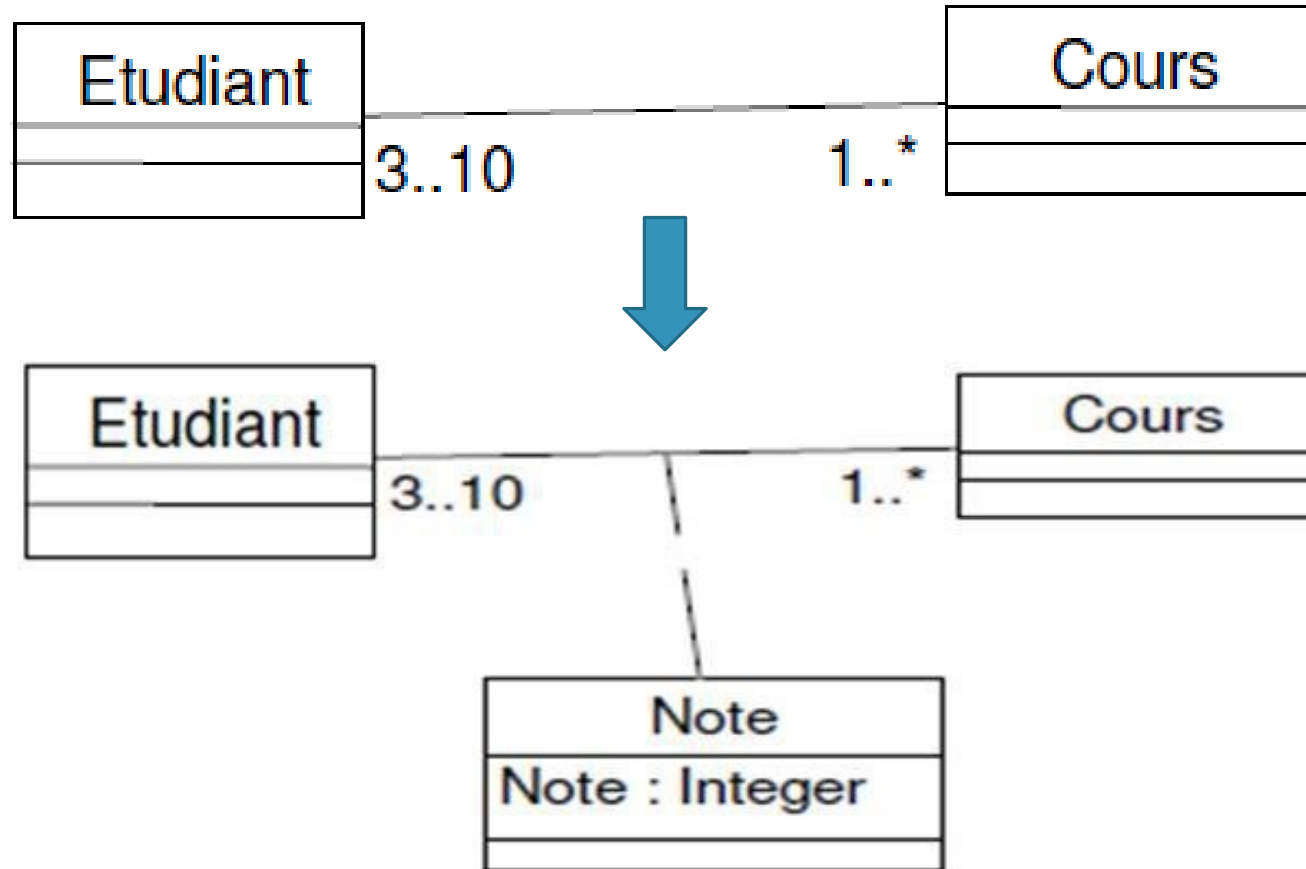 Etudiant
Cours
3..10
1..*
Etudiant
Cours
3..10
1..*
Note
Note : Integer